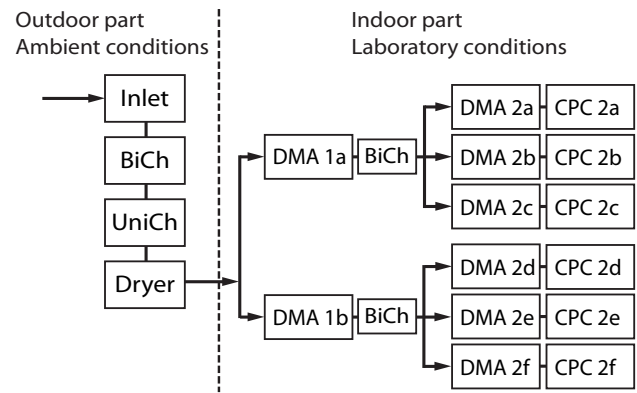 Outdoor part
Ambient conditions
Indoor part
Laboratory conditions
Inlet
BiCh
UniCh
Dryer
DMA 1a
BiCh
DMA 2a
CPC 2a
DMA 2b
CPC 2b
DMA 2c
CPC 2c
DMA 1b
BiCh
DMA 2d
CPC 2d
DMA 2e
CPC 2e
DMA 2f
CPC 2f